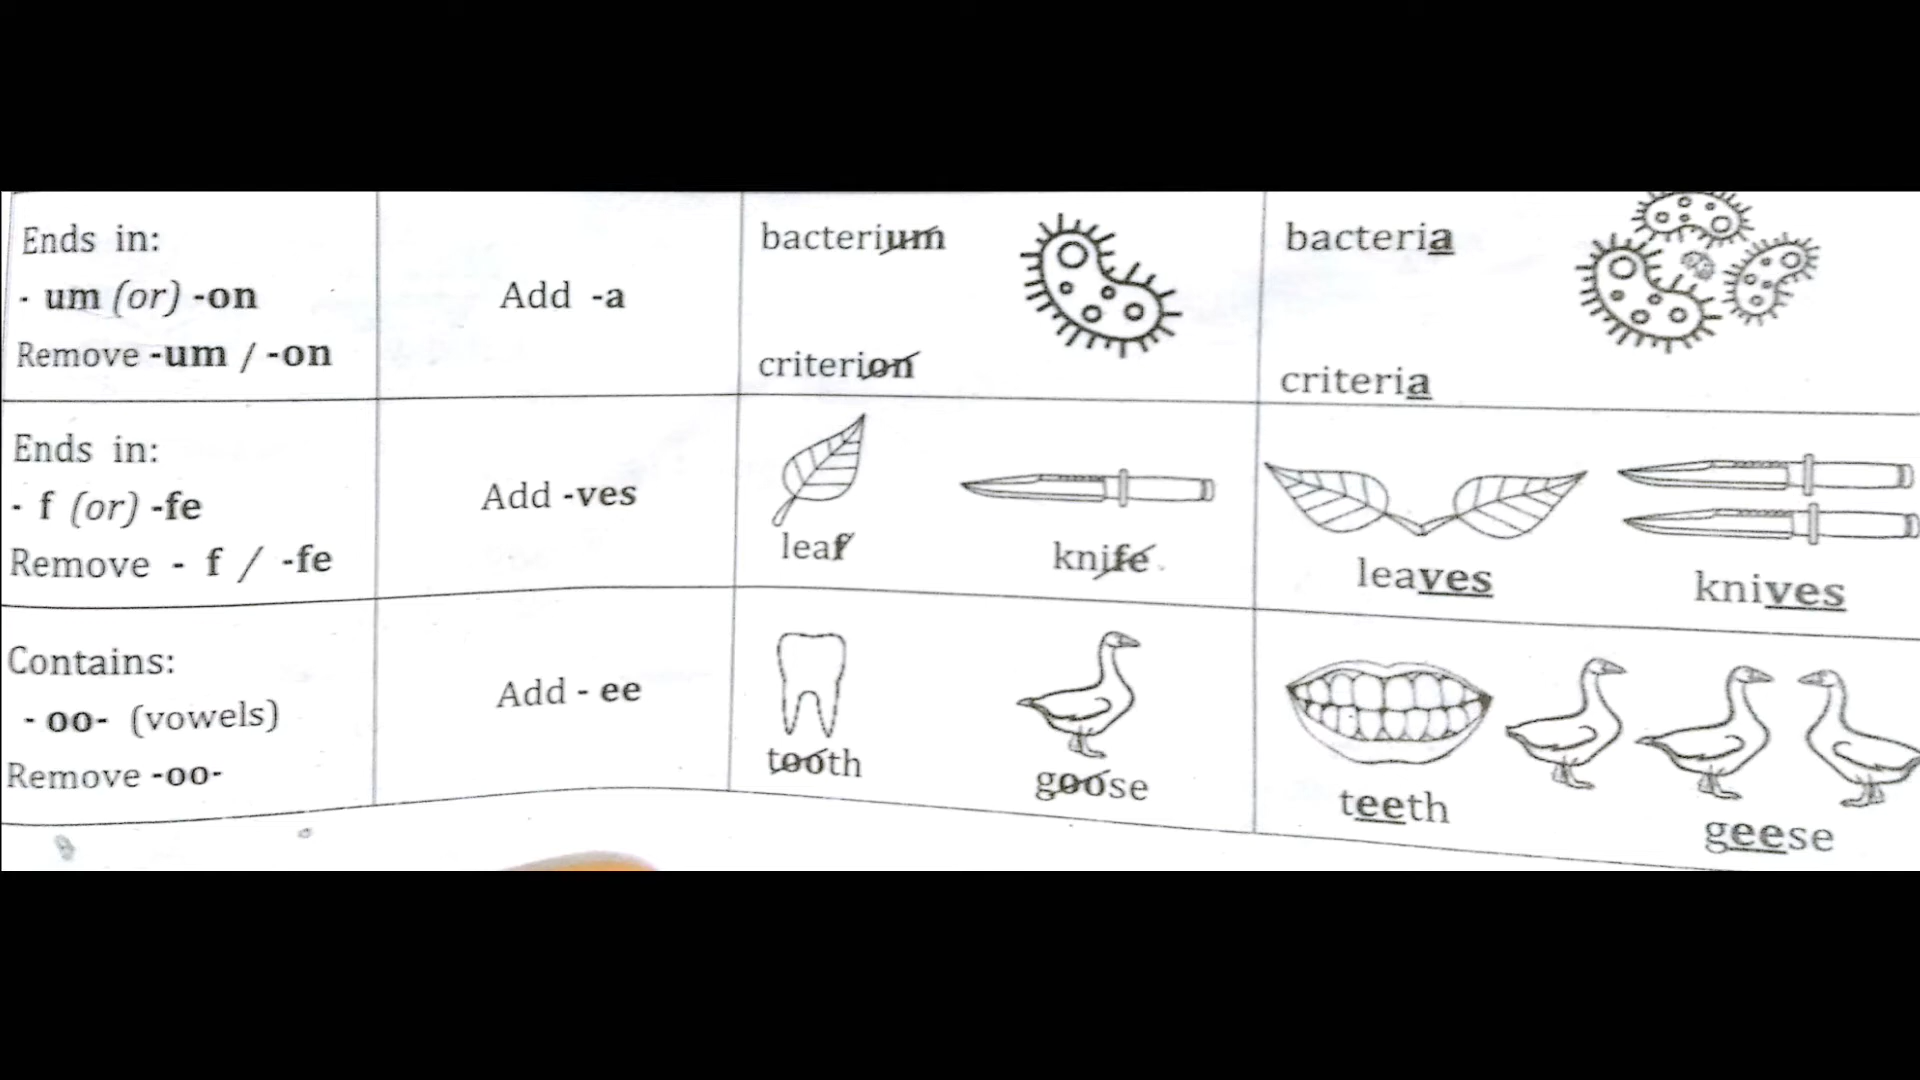 Ends in:
- um (or) -on
Remove -um / -on
Add -a
bacterium
criterion
bacteria
criteria
Ends in:
- f (or) -fe
Remove - f / -fe
Add -ves
leaf
knife
leaves
knives
Contains:
- oo- (vowels)
Remove -oo-
Add - ee
tooth
goose
teeth
geese